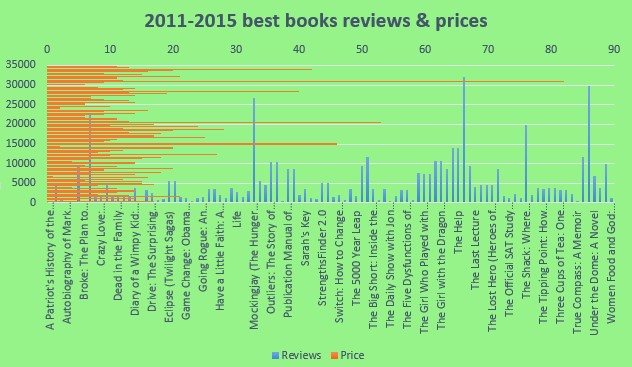 2011-2015 best books reviews & prices
0 10 20 30 40 50 60 70 80 90
35000
30000
25000
20000
15000
10000
5000
0
A Patriot's History of the...
Autobiography of Mark...
Broke: The Plan to...
Crazy Love:...
Dead in the Family
Diary of a Wimpy Kid:...
Drive: The Surprising...
Eclipse (Twilight Sagas)
Game Change: Obama...
Going Rogue: An...
Have a Little Faith: A...
Life
Mockingjay (The Hunger...
Outliers: The Story of...
Publication Manual of...
Sarah's Key
StrengthsFinder 2.0
Switch: How to Change...
The 5000 Year Leap
The Big Short: Inside the...
The Daily Show with Jon...
The Five Dysfunctions of...
The Girl Who Played with...
The Girl with the Dragon...
The Help
The Last Lecture
The Lost Hero (Heroes of...
The Official SAT Study...
The Shack: Where...
The Tipping Point: How...
Three Cups of Tea: One...
True Compass: A Memoir
Under the Dome: A Novel
Women Food and God:...
Reviews Price